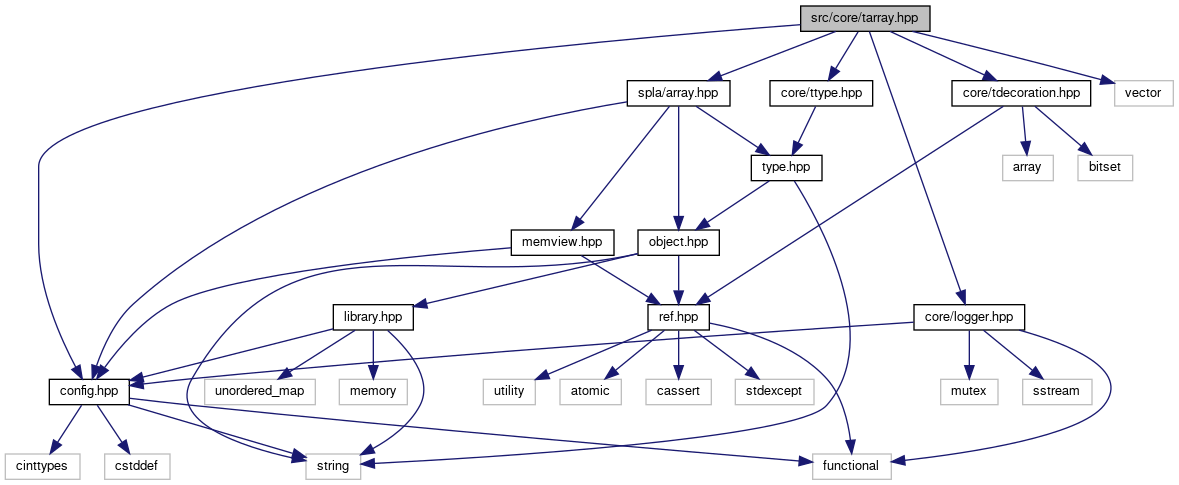 src/core/tarray.hpp
spla/array.hpp
core/ttype.hpp
core/tdecoration.hpp
vector
type.hpp
array
bitset
memview.hpp
object.hpp
library.hpp
ref.hpp
core/logger.hpp
config.hpp
unordered_map
memory
utility
atomic
cassert
stdexcept
mutex
sstream
cinttypes
cstddef
string
functional